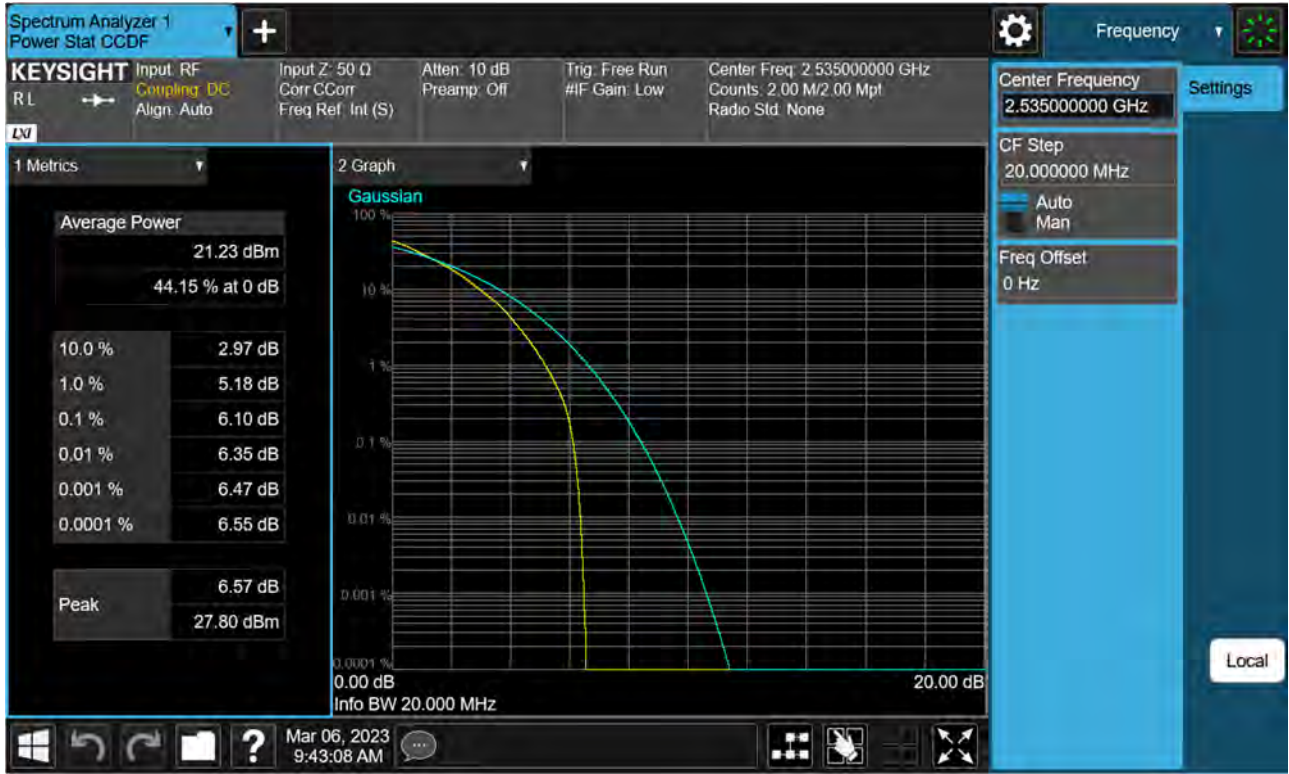 Spectrum Analyzer 1
Power Stat CCDF
+
Frequency
KEYSIGHT
R L
LXI
Input: RF
Coupling: DC
Align: Auto
Input Z: 50 Ω
Corr CCorr
Freq Ref: Int (S)
Atten: 10 dB
Preamp: Off
Trig: Free Run
#IF Gain: Low
Center Freq: 2.535000000 GHz
Counts: 2.00 M/2.00 Mpt
Radio Std: None
Center Frequency
2.535000000 GHz
Settings
CF Step
20.000000 MHz
Auto
Man
Freq Offset
0 Hz
Local
1 Metrics
Average Power
21.23 dBm
44.15 % at 0 dB
10.0 % 2.97 dB
1.0 % 5.18 dB
0.1 % 6.10 dB
0.01 % 6.35 dB
0.001 % 6.47 dB
0.0001 % 6.55 dB
Peak
6.57 dB
27.80 dBm
2 Graph
Gaussian
100 %
10 %
1 %
0.1 %
0.01 %
0.001 %
0.0001 %
0.00 dB 20.00 dB
Info BW 20.000 MHz
?
Mar 06, 2023
9:43:08 AM